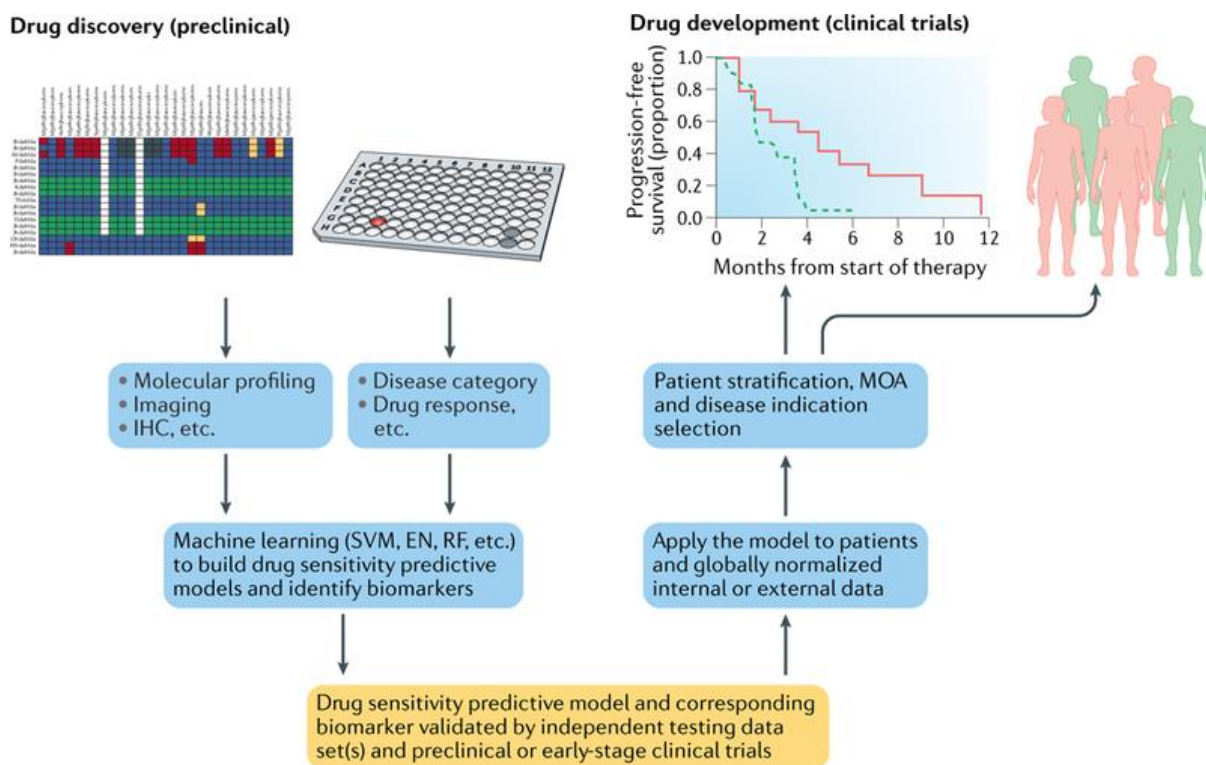 Drug discovery (preclinical)
1 2 3 4 5 6 7 8 9 10 11 12
A
B
C
D
E
F
G
H
• Molecular profiling
• Imaging
• IHC, etc.
• Disease category
• Drug response,
etc.
Machine learning (SVM, EN, RF, etc.)
to build drug sensitivity predictive
models and identify biomarkers
Drug sensitivity predictive model and corresponding
biomarker validated by independent testing data
set(s) and preclinical or early-stage clinical trials
Apply the model to patients
and globally normalized
internal or external data
Patient stratification, MOA
and disease indication
selection
Drug development (clinical trials)
Progression-free
survival (proportion)
1.0
0.8
0.6
0.4
0.2
0.0
0 2 4 6 8 10 12
Months from start of therapy